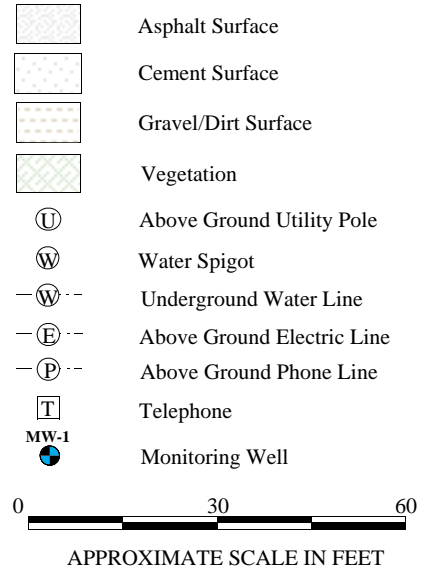 Asphalt Surface
Cement Surface
Gravel/Dirt Surface
Vegetation
U Above Ground Utility Pole
W Water Spigot
W Underground Water Line
E Above Ground Electric Line
P Above Ground Phone Line
T Telephone
MW-1
Monitoring Well
0 30 60
APPROXIMATE SCALE IN FEET